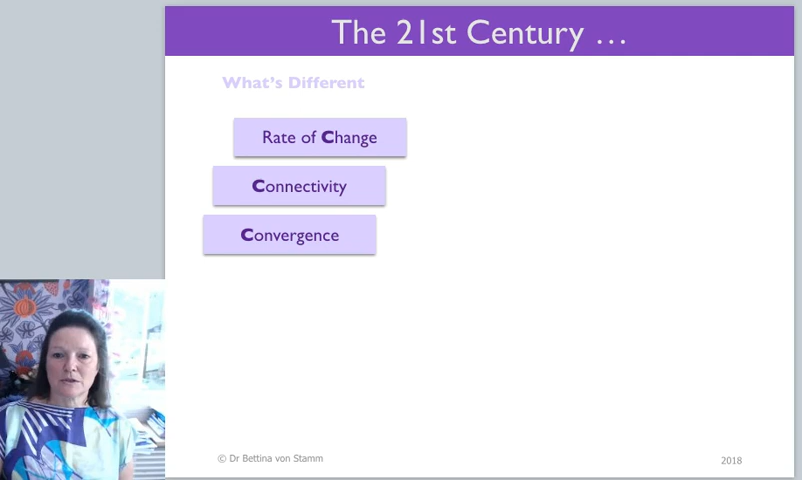 The 21st Century …
What's Different
Rate of Change
Connectivity
Convergence
© Dr Bettina von Stamm
2018